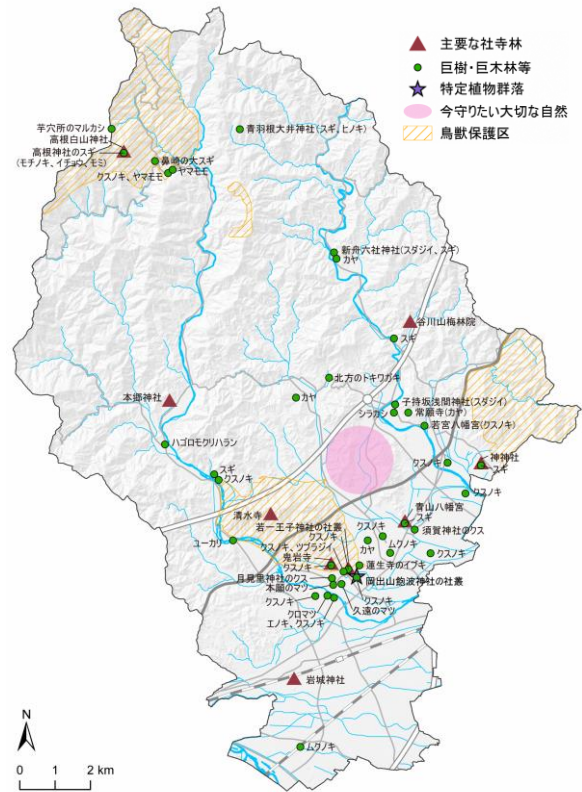 主要な社寺林
巨樹・巨木林等
特定植物群落
今守りたい大切な自然
鳥獣保護区
芋穴所のマルカシ
高根白山神社
高根神社のスギ
(モチノキ、イチョウ、モミ)
青羽根大井神社(スギ、ヒノキ)
鼻崎の大スギ
ヤマモモ
クスノキ、ヤマモモ
新舟六社神社(スダジイ、スギ)
カヤ
谷川山梅林院
スギ
北方のトキワガキ
カヤ
本郷神社
子持坂浅間神社(スダジイ)
シラカシ
常願寺(カヤ)
若宮八幡宮(クスノキ)
ハゴロモクリハラン
クスノキ
神神社
スギ
スギ
クスノキ
クスノキ
清水寺
青山八幡宮
スギ
若一王子神社の社叢
クスノキ
須賀神社のクス
ユーカリ
クスノキ
クスノキ、ツブラジイ
カヤ
ムクノキ
クスノキ
鬼岩寺
クスノキ
蓮生寺のイブキ
月見里神社のクス
岡出山飽波神社の社叢
本願のマツ
クスノキ
クスノキ
久遠のマツ
クロマツ
エノキ、クスノキ
岩城神社
ムクノキ
N
0 1 2 km